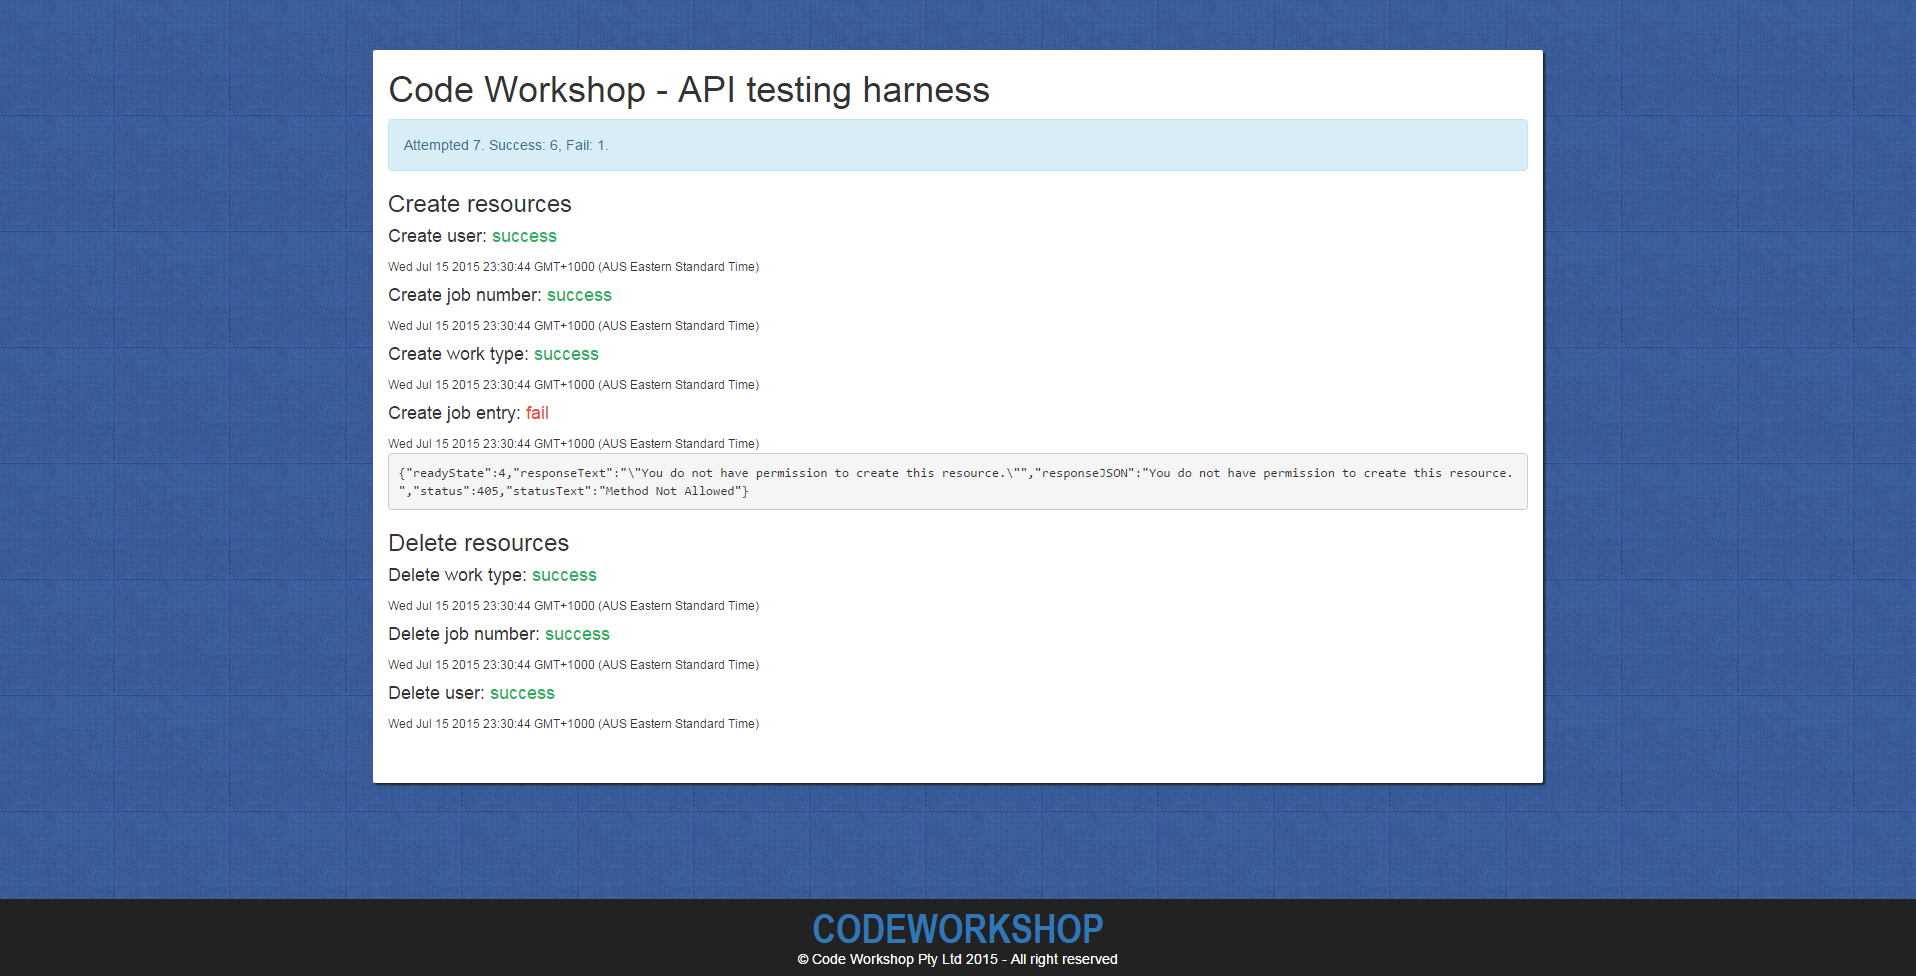 Code Workshop - API testing harness
Attempted 7. Success: 6, Fail: 1.
Create resources
Create user: success
Wed Jul 15 2015 23:30:44 GMT+1000 (AUS Eastern Standard Time)
Create job number: success
Wed Jul 15 2015 23:30:44 GMT+1000 (AUS Eastern Standard Time)
Create work type: success
Wed Jul 15 2015 23:30:44 GMT+1000 (AUS Eastern Standard Time)
Create job entry: fail
Wed Jul 15 2015 23:30:44 GMT+1000 (AUS Eastern Standard Time)
{"readyState":4,"responseText":"\"You do not have permission to create this resource.\"","responseJSON":"You do not have permission to create this resource.
","status":405,"statusText":"Method Not Allowed"}
Delete resources
Delete work type: success
Wed Jul 15 2015 23:30:44 GMT+1000 (AUS Eastern Standard Time)
Delete job number: success
Wed Jul 15 2015 23:30:44 GMT+1000 (AUS Eastern Standard Time)
Delete user: success
Wed Jul 15 2015 23:30:44 GMT+1000 (AUS Eastern Standard Time)
CODEWORKSHOP
© Code Workshop Pty Ltd 2015 - All right reserved